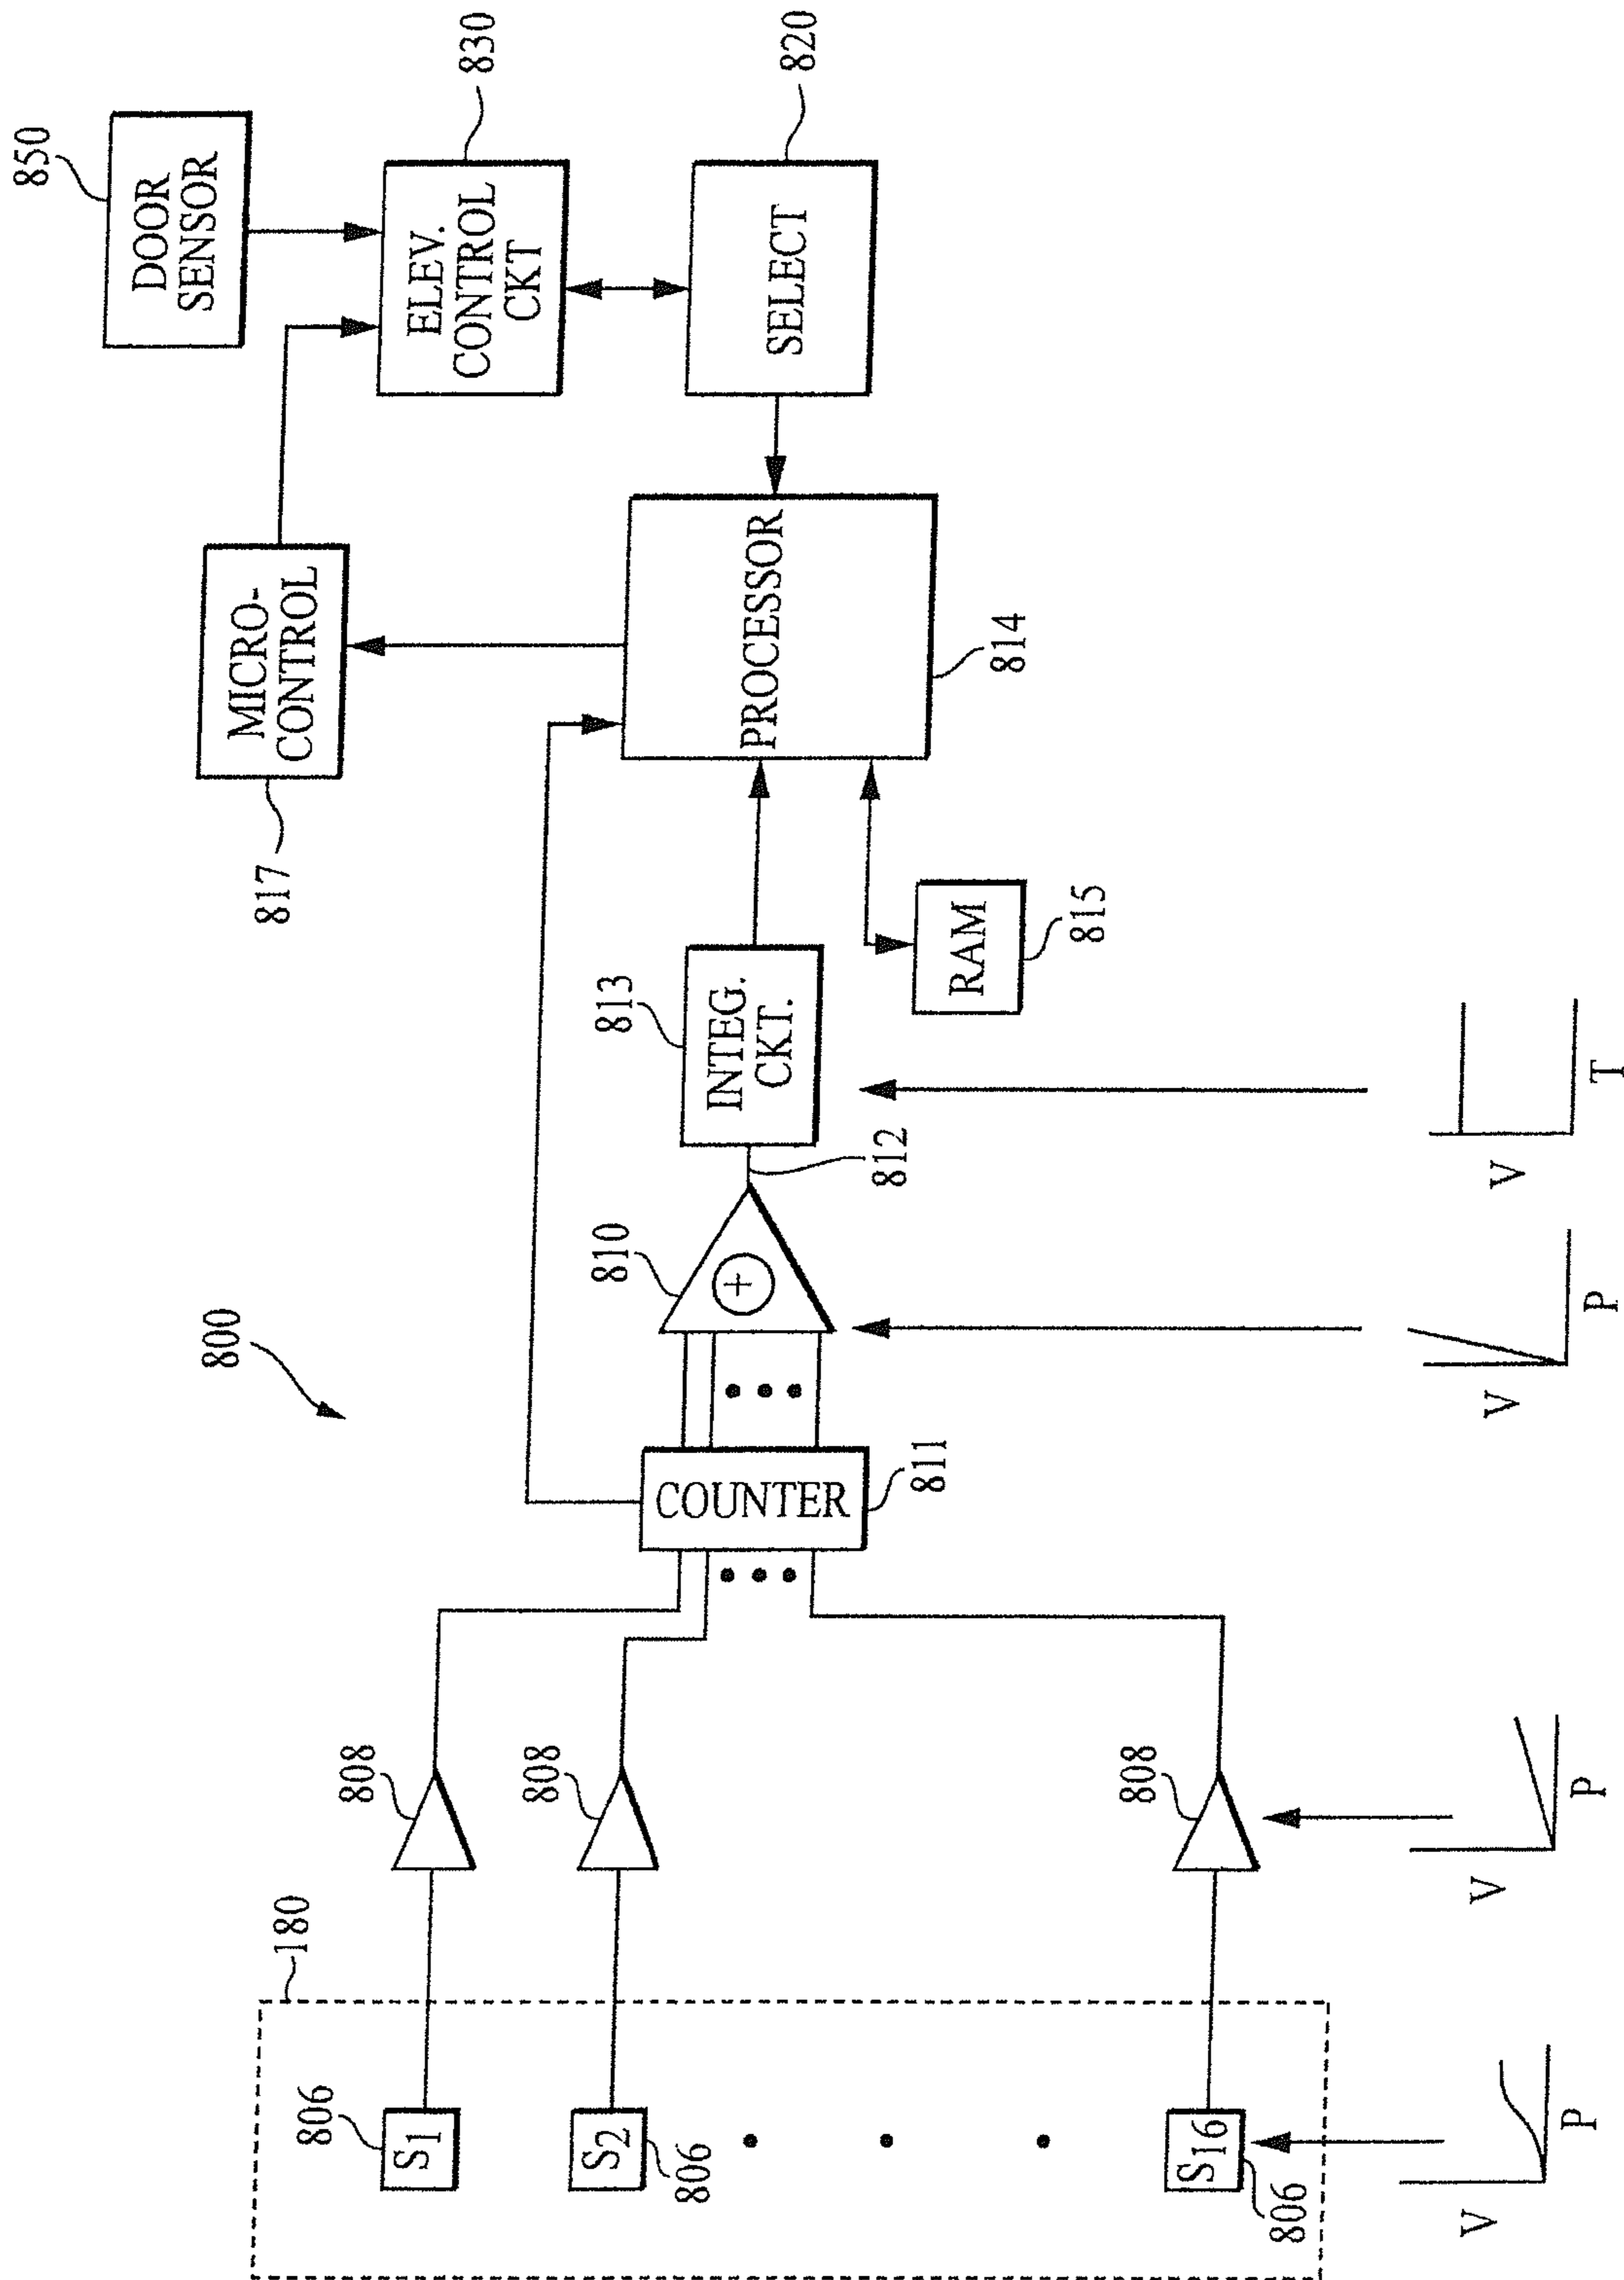 800
180
806
S1
808
S2
806
808
S16
806
808
COUNTER
811
810
+
812
813
INTEG.
CKT.
RAM
815
PROCESSOR
814
817
MICRO-
CONTROL
850
DOOR
SENSOR
ELEV.
CONTROL
CKT
830
SELECT
820
V
P
V
P
V
P
V
T